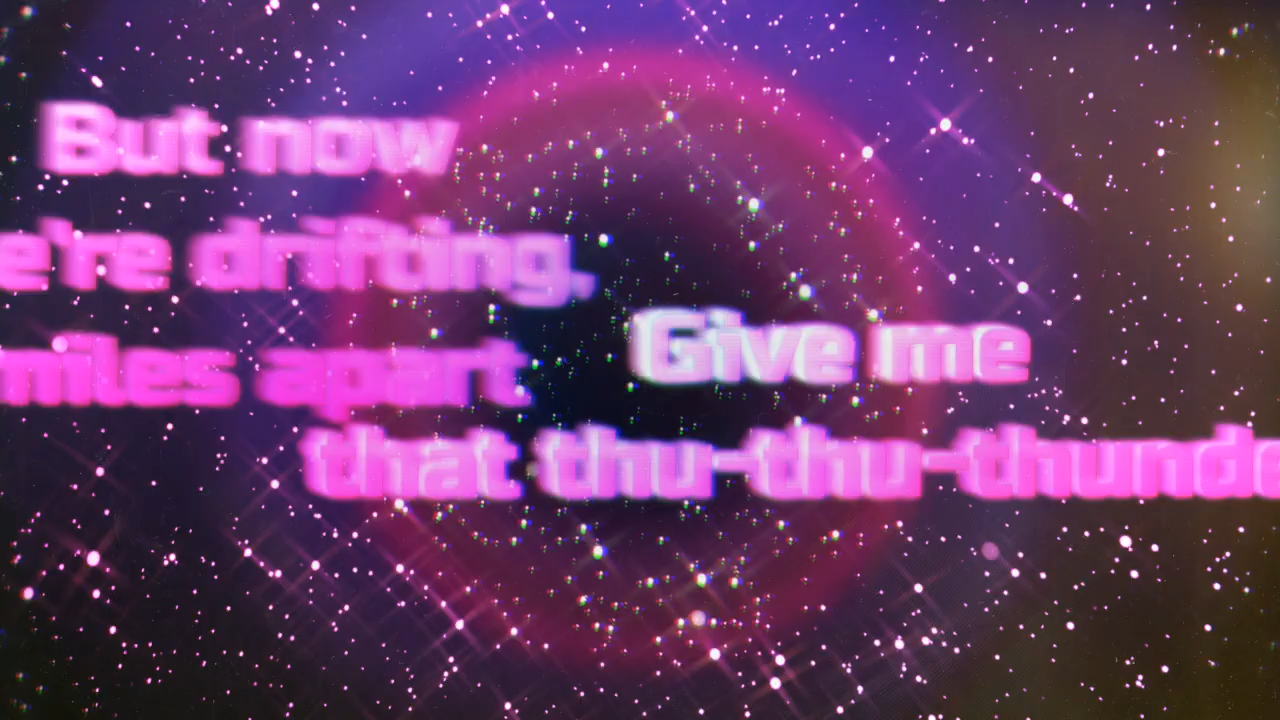 But now
e're drifting,
miles apart
Give me
that thu-thu-thunde